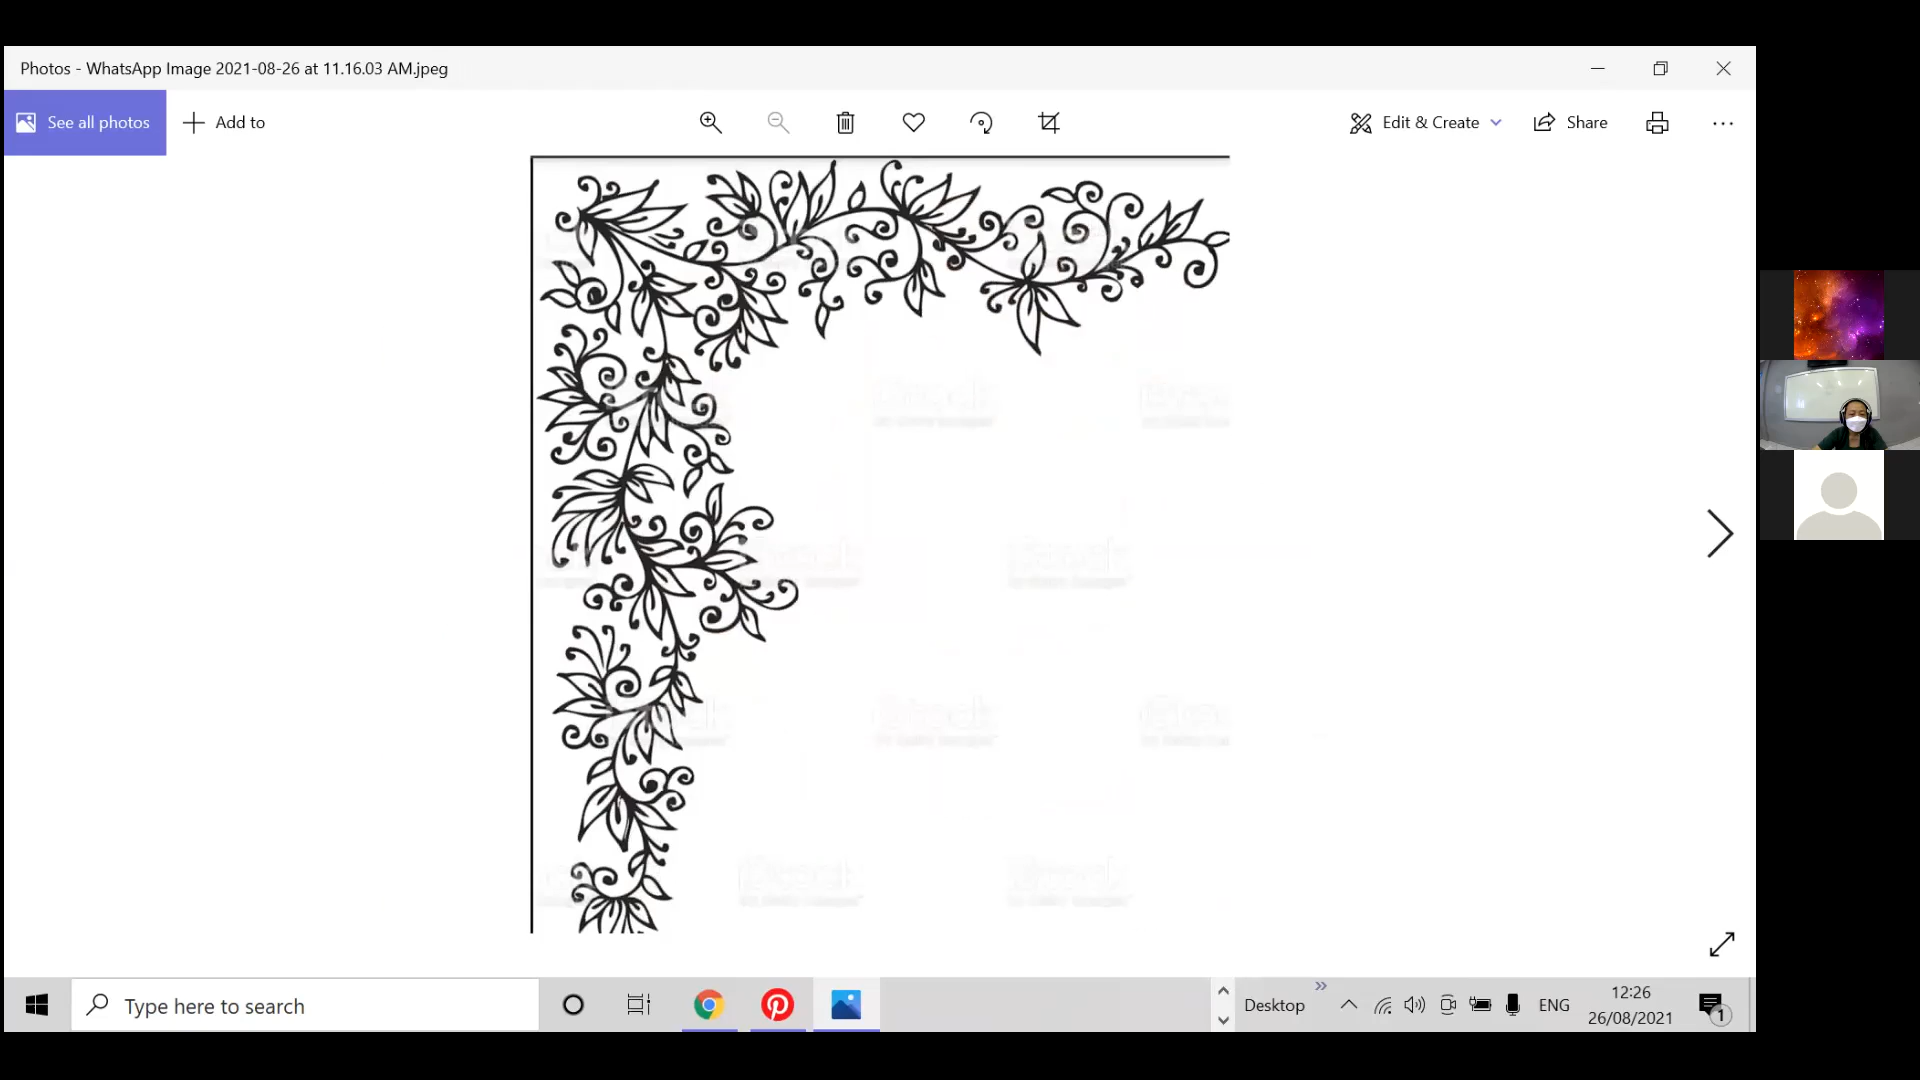 Photos - WhatsApp Image 2021-08-26 at 11.16.03 AM.jpeg
See all photos
Add to
Edit & Create
Share
Type here to search
Desktop
ENG
12:26
26/08/2021
1